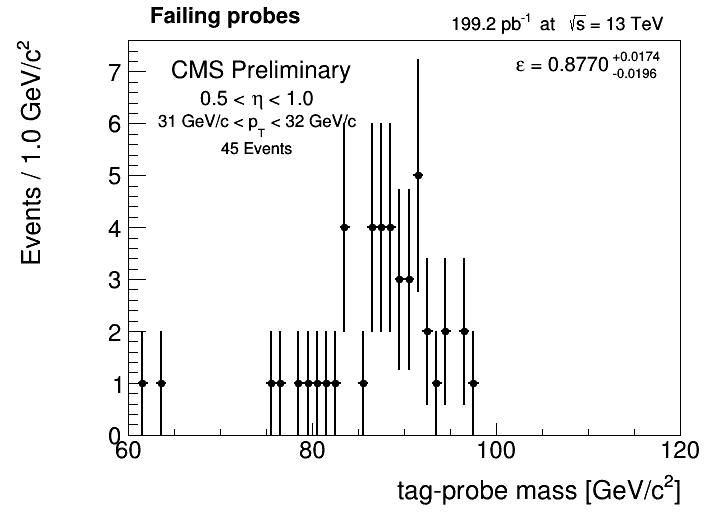 Failing probes
199.2 pb⁻¹ at √s = 13 TeV
CMS Preliminary
ε = 0.8770 +0.0174 -0.0196
0.5 < η < 1.0
31 GeV/c < p_T < 32 GeV/c
45 Events
Events / 1.0 GeV/c²
7
6
5
4
3
2
1
0
60 80 100 120
tag-probe mass [GeV/c²]